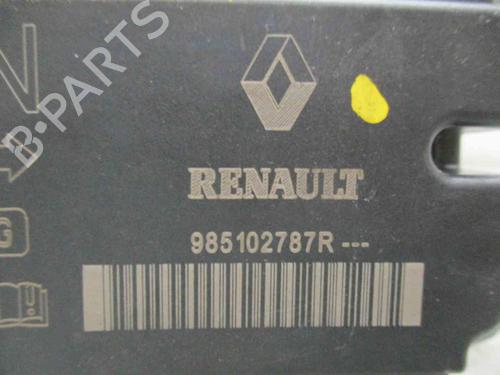 B-PARTS
N
RENAULT
G
985102787R ---